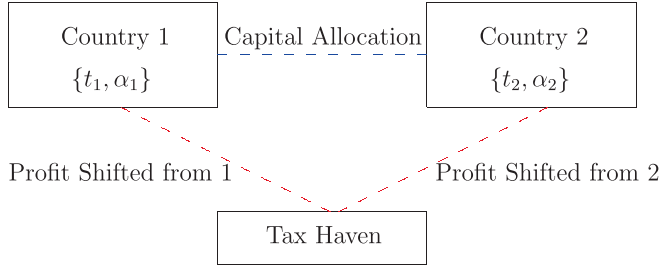 Country 1
Capital Allocation
Country 2
{t₁, α₁}
{t₂, α₂}
Profit Shifted from 1
Profit Shifted from 2
Tax Haven